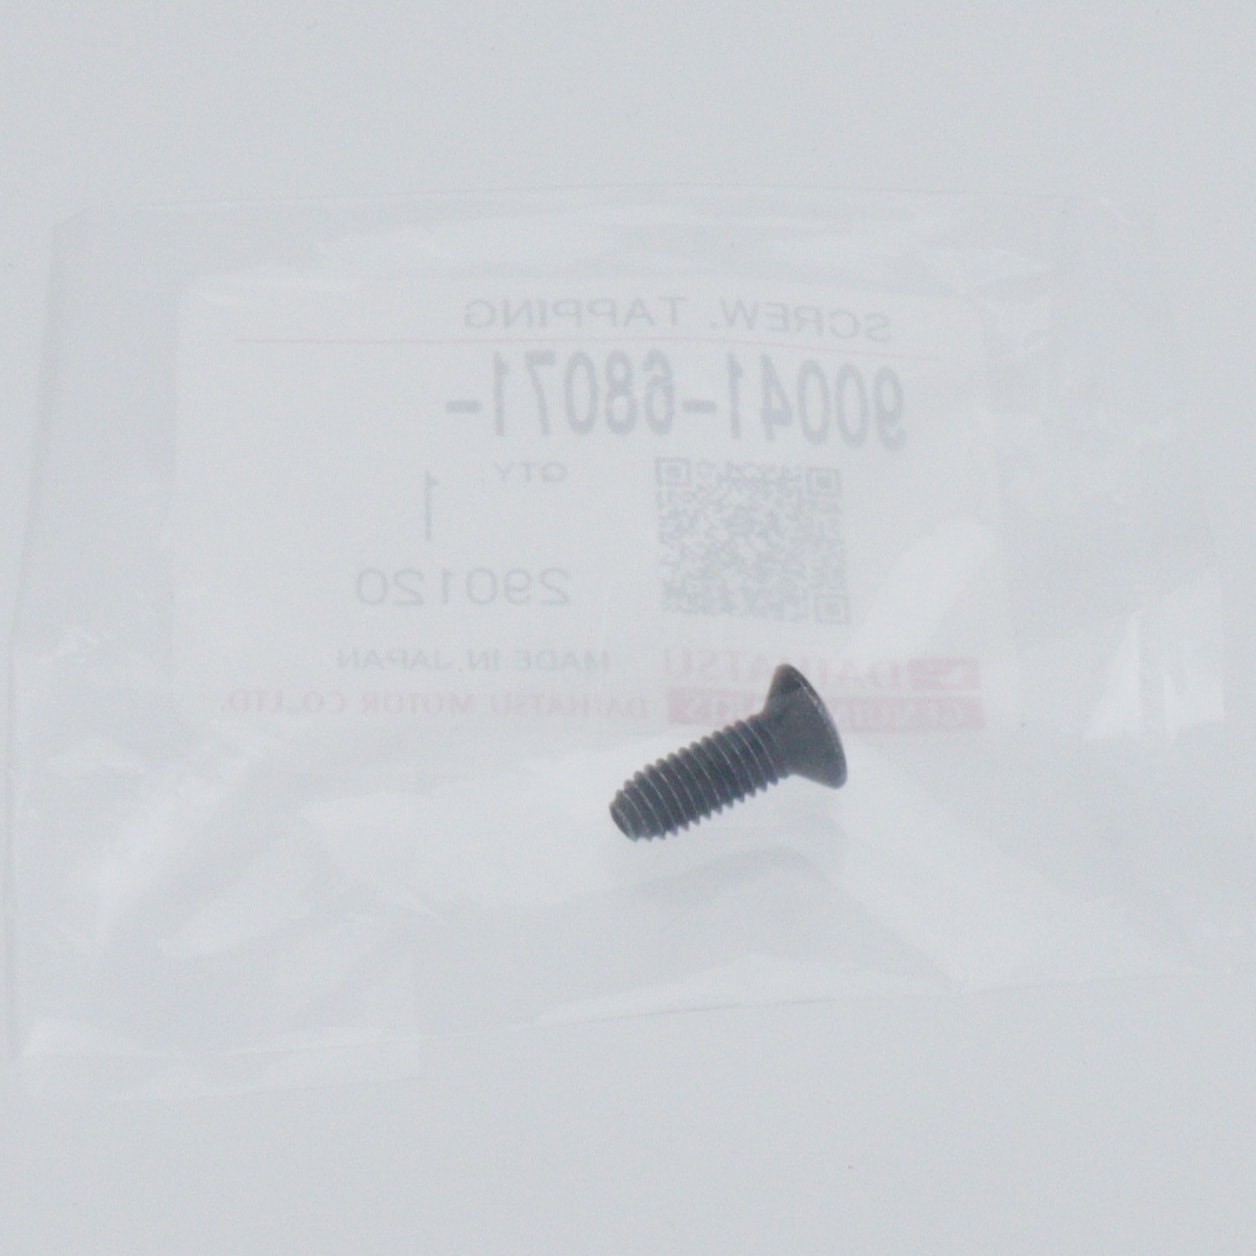 SCREW, TAPPING
90041-68071-
QTY
1
290120
MADE IN JAPAN
DAIHATSU
DAIHATSU MOTOR CO.,LTD.